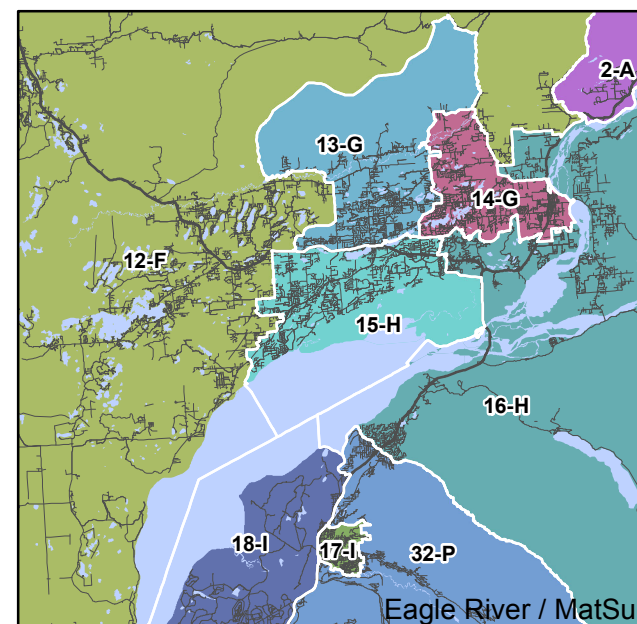 2-A
13-G
14-G
12-F
15-H
16-H
18-I
17-I
32-P
Eagle River / MatSu